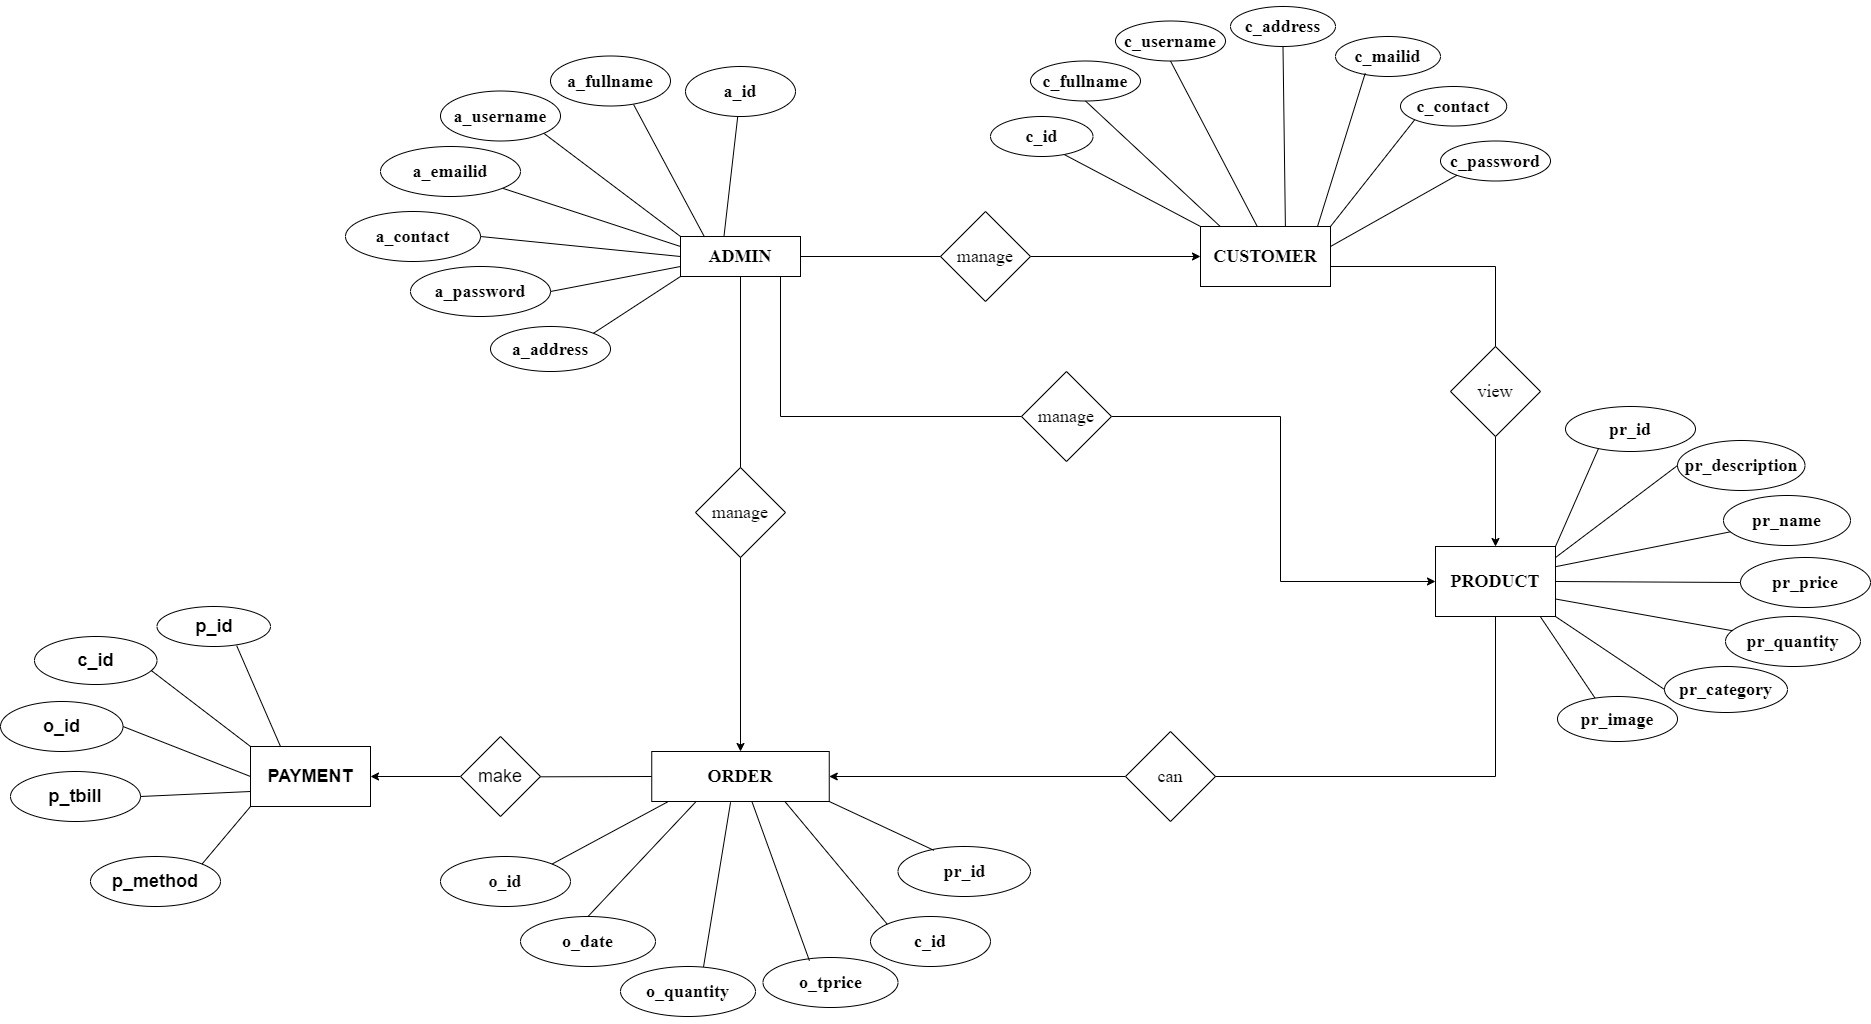 c_address
c_username
c_mailid
c_fullname
a_fullname
a_id
c_contact
a_username
c_id
c_password
a_emailid
a_contact
ADMIN
manage
CUSTOMER
a_password
a_address
view
manage
pr_id
pr_description
manage
pr_name
PRODUCT
pr_price
p_id
pr_quantity
c_id
pr_category
pr_image
o_id
PAYMENT
make
ORDER
can
p_tbill
pr_id
p_method
o_id
o_date
c_id
o_tprice
o_quantity